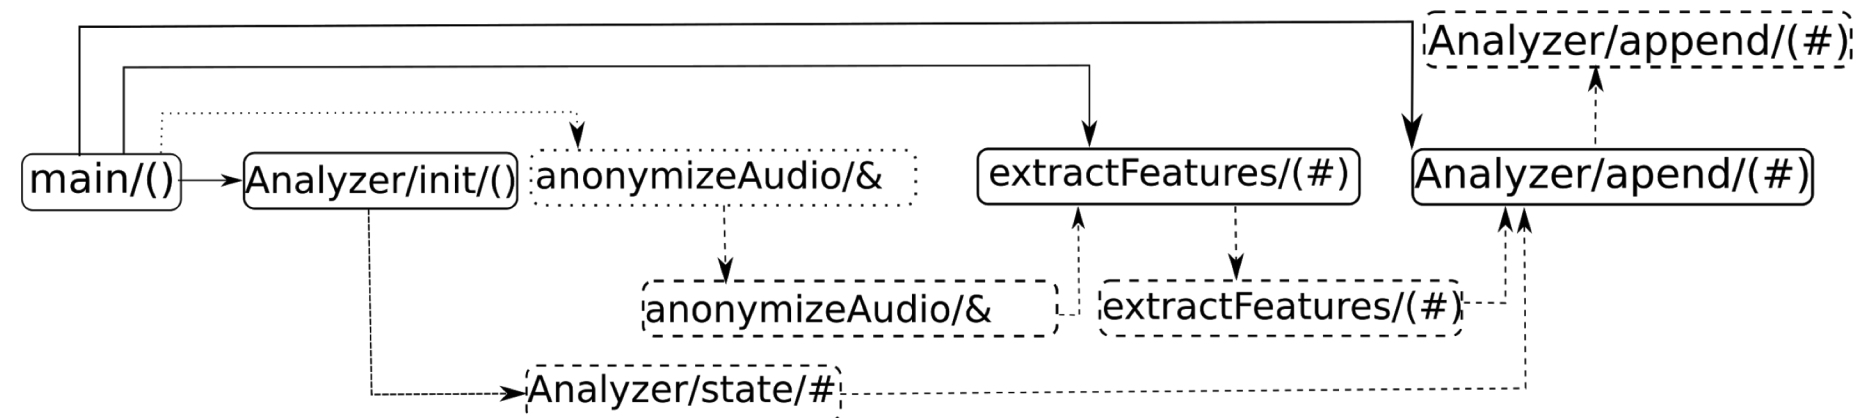 Analyzer/append/(#)
main/()
Analyzer/init/()
anonymizeAudio/&
extractFeatures/(#)
Analyzer/apend/(#)
anonymizeAudio/&
extractFeatures/(#)
Analyzer/state/#